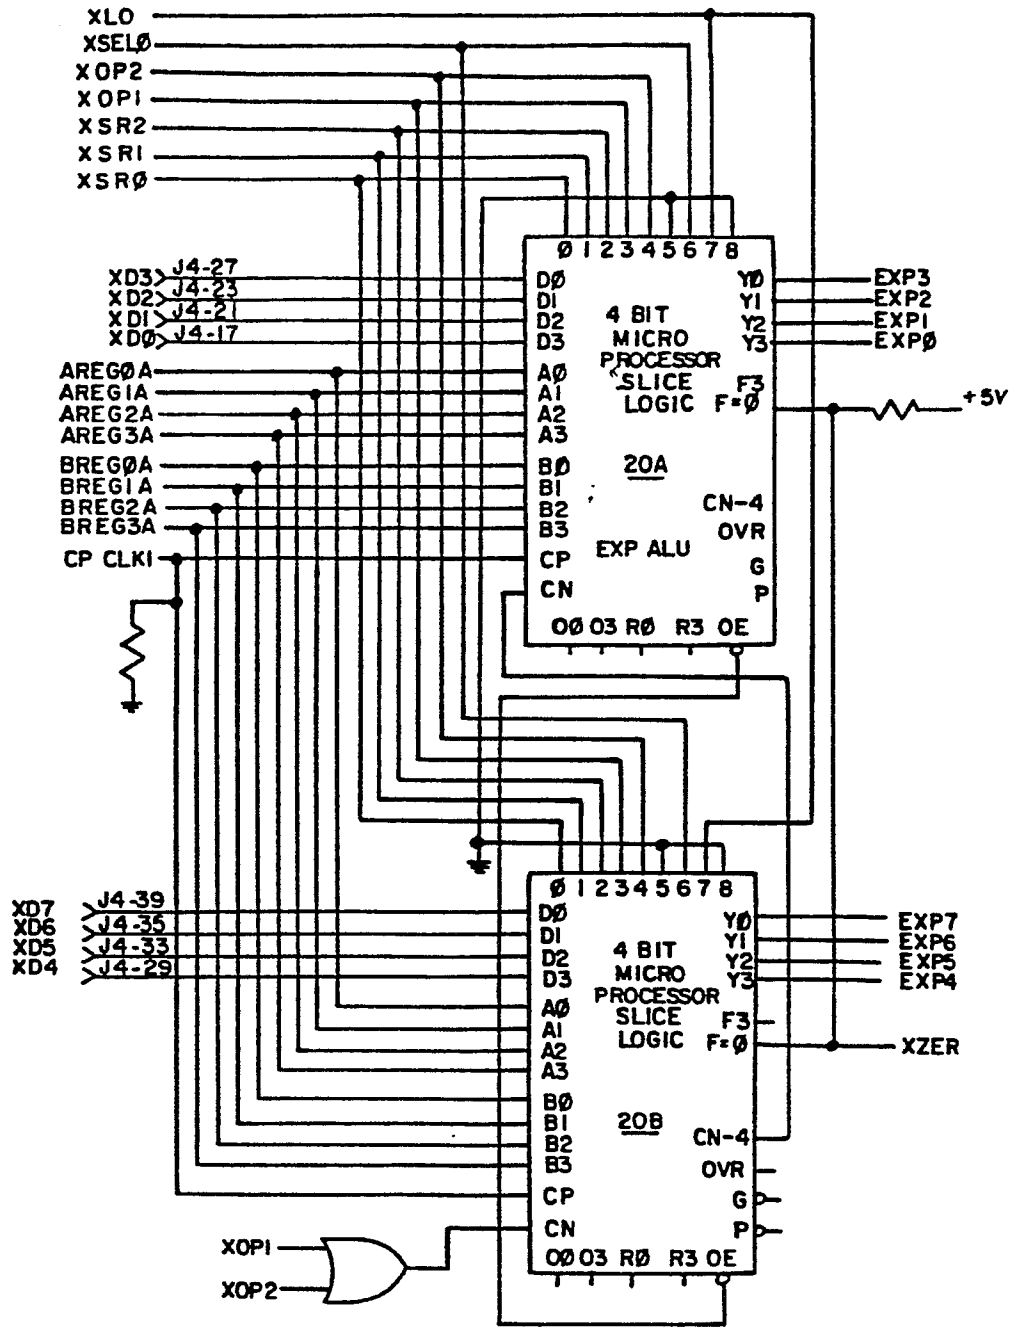 XLO
XSELØ
XOP2
XOP1
XSR2
XSR1
XSRØ
Ø 1 2 3 4 5 6 7 8
XD3 J4-27 DØ YØ EXP3
XD2 J4-23 D1 Y1 EXP2
XD1 J4-21 D2 Y2 EXP1
XDØ J4-17 D3 Y3 EXPØ
4 BIT
MICRO
PROCESSOR
SLICE
LOGIC
AREGØA AØ
AREG1A A1
AREG2A A2
AREG3A A3
F3
F=Ø
+5V
BREGØA BØ
BREG1A B1
BREG2A B2
BREG3A B3
20A
CN-4
OVR
CP CLK1 CP
EXP ALU
G
CN
P
OØ O3 RØ R3 OE
Ø 1 2 3 4 5 6 7 8
XD7 J4-39 DØ YØ EXP7
XD6 J4-35 D1 Y1 EXP6
XD5 J4-33 D2 Y2 EXP5
XD4 J4-29 D3 Y3 EXP4
4 BIT
MICRO
PROCESSOR
SLICE
LOGIC
AØ
A1
A2
A3
F3
F=Ø XZER
BØ
B1
B2
B3
20B
CN-4
OVR
CP
G
CN
P
XOP1
XOP2
OØ O3 RØ R3 OE